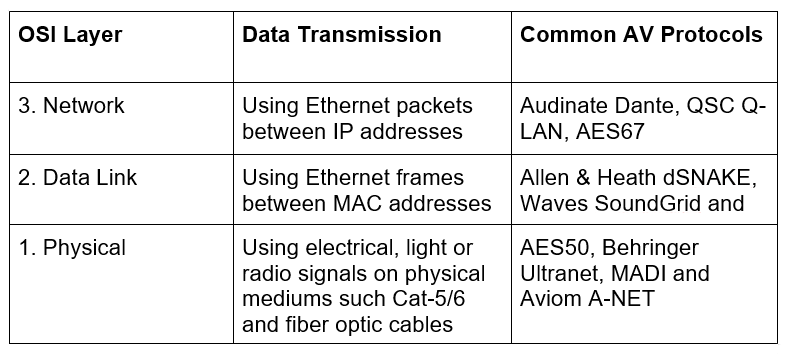 OSI Layer
Data Transmission
Common AV Protocols
3. Network
Using Ethernet packets
between IP addresses
Audinate Dante, QSC Q-
LAN, AES67
2. Data Link
Using Ethernet frames
between MAC addresses
Allen & Heath dSNAKE,
Waves SoundGrid and
1. Physical
Using electrical, light or
radio signals on physical
mediums such Cat-5/6
and fiber optic cables
AES50, Behringer
Ultranet, MADI and
Aviom A-NET